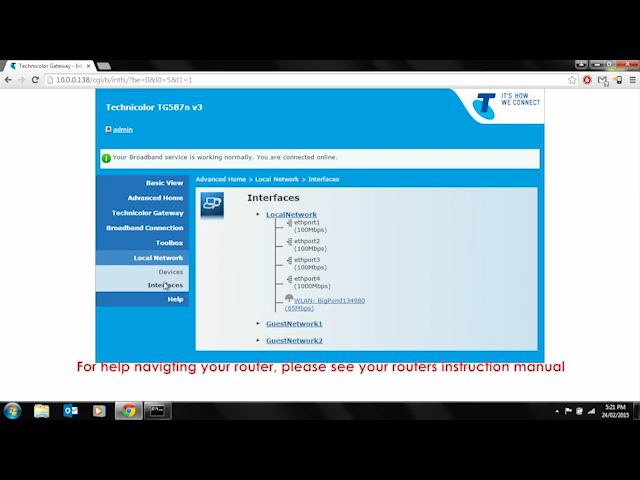 Technicolor Gateway - Int
10.0.0.138/cgi/b/intfs/?be=0&l0=5&l1=1
Technicolor TG587n v3
IT'S HOW
WE CONNECT
admin
Your Broadband service is working normally. You are connected online.
Basic View
Advanced Home
Technicolor Gateway
Broadband Connection
Toolbox
Local Network
Devices
Interfaces
Help
Advanced Home > Local Network > Interfaces
Interfaces
LocalNetwork
ethport1
(100Mbps)
ethport2
(100Mbps)
ethport3
(100Mbps)
ethport4
(1000Mbps)
WLAN: BigPond134980
(65Mbps)
GuestNetwork1
GuestNetwork2
For help navigting your router, please see your routers instruction manual
5:21 PM
24/02/2015